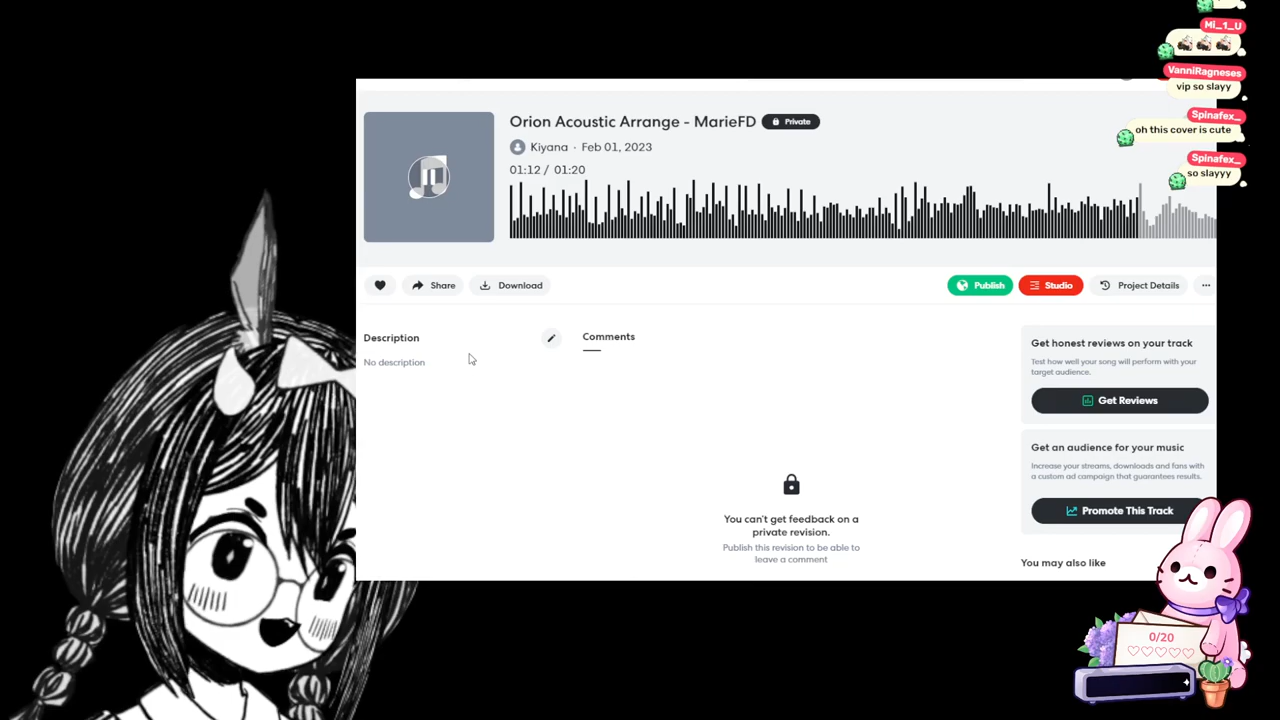 Mi_1_U
VanniRagneses
vip so slayy
Spinafex_
oh this cover is cute
Spinafex_
so slayyy
Orion Acoustic Arrange - MarieFD Private
Kiyana · Feb 01, 2023
01:12 / 01:20
Share Download Publish Studio Project Details
Description
No description
Comments
You can't get feedback on a
private revision.
Publish this revision to be able to
leave a comment
Get honest reviews on your track
Test how well your song will perform with your
target audience.
Get Reviews
Get an audience for your music
Increase your streams, downloads and fans with
a custom ad campaign that guarantees results.
Promote This Track
You may also like
0/20